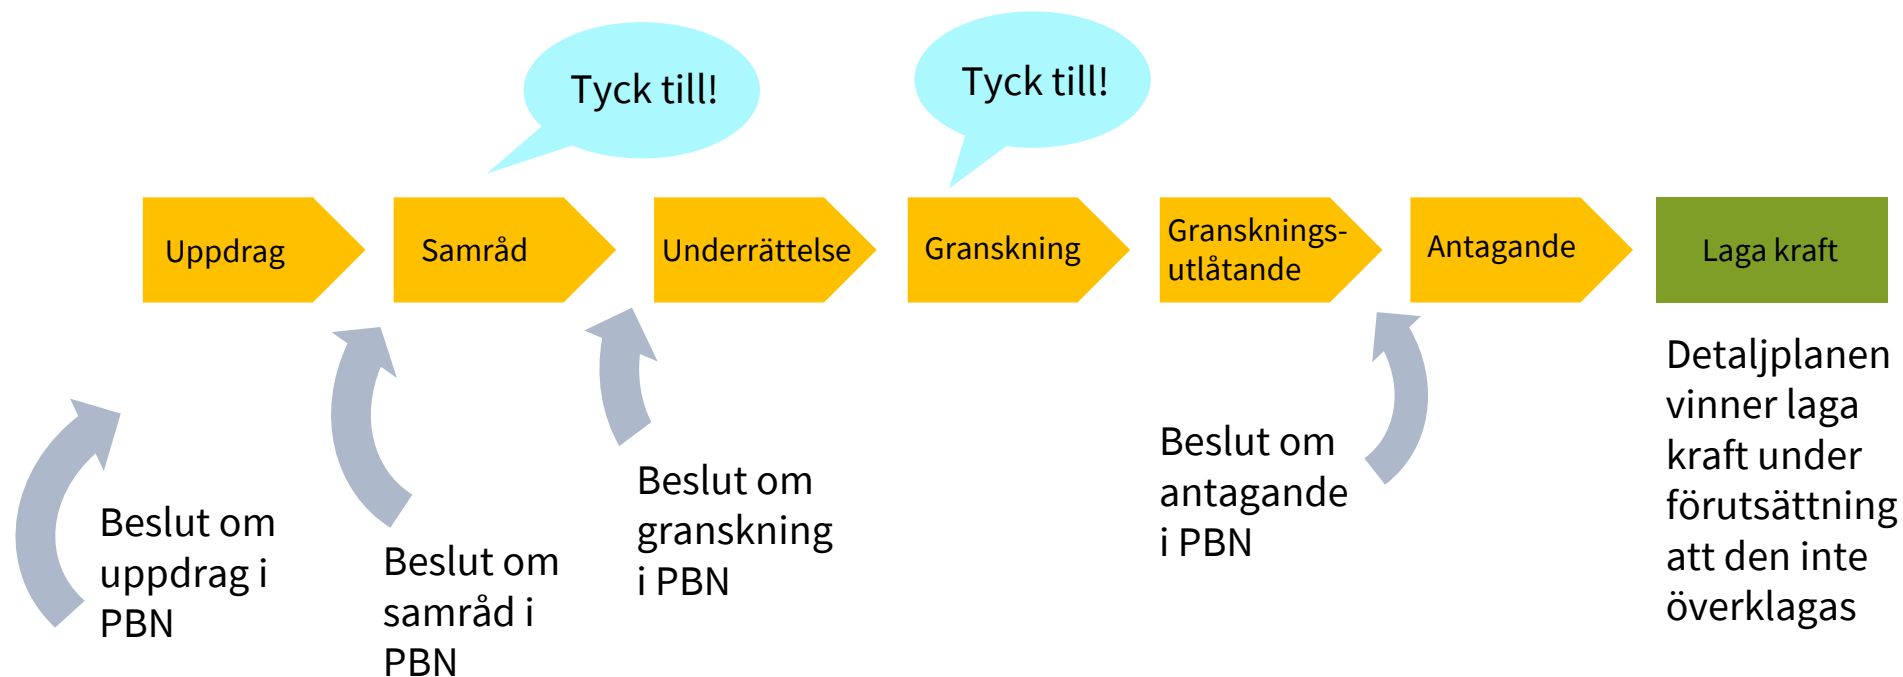 Tyck till!
Tyck till!
Uppdrag
Samråd
Underrättelse
Granskning
Gransknings-
utlåtande
Antagande
Laga kraft
Beslut om
uppdrag i
PBN
Beslut om
samråd i
PBN
Beslut om
granskning
i PBN
Beslut om
antagande
i PBN
Detaljplanen
vinner laga
kraft under
förutsättning
att den inte
överklagas